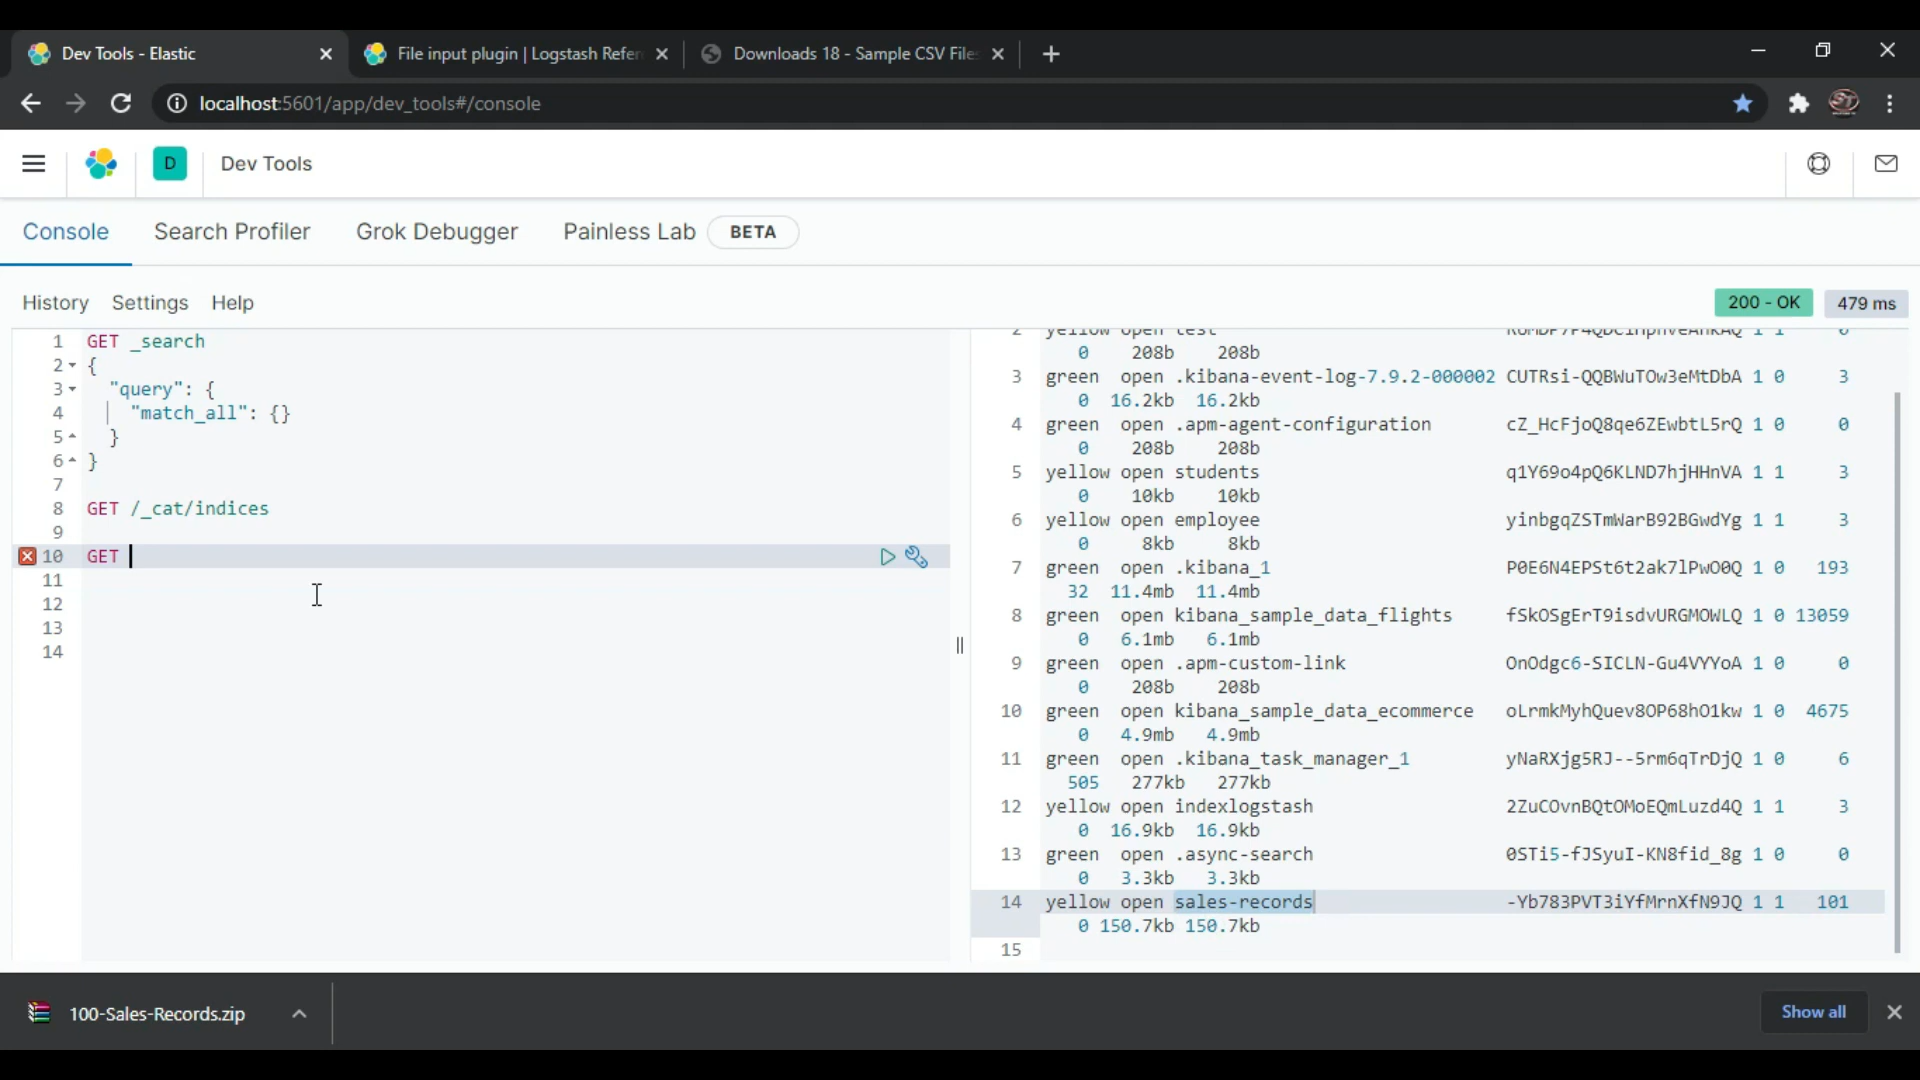 Dev Tools - Elastic
File input plugin | Logstash Refer
Downloads 18 - Sample CSV File
localhost:5601/app/dev_tools#/console
D
Dev Tools
Console
Search Profiler
Grok Debugger
Painless Lab
BETA
History
Settings
Help
200 - OK
479 ms
1 GET _search
2 {
3 "query": {
4 "match_all": {}
5 }
6 }
7
8 GET /_cat/indices
9
10 GET
11
12
13
14
2 yellow open test 1 1 0
0 208b 208b
3 green open .kibana-event-log-7.9.2-000002 CUTRsi-QQBWuTOw3eMtDbA 1 0 3
0 16.2kb 16.2kb
4 green open .apm-agent-configuration cZ_HcFjoQ8qe6ZEwbtL5rQ 1 0 0
0 208b 208b
5 yellow open students q1Y69o4pQ6KLND7hjHHnVA 1 1 3
0 10kb 10kb
6 yellow open employee yinbgqZSTmWarB92BGwdYg 1 1 3
0 8kb 8kb
7 green open .kibana_1 P0E6N4EPSt6t2ak7lPwO0Q 1 0 193
32 11.4mb 11.4mb
8 green open kibana_sample_data_flights fSkOSgErT9isdvURGMOWLQ 1 0 13059
0 6.1mb 6.1mb
9 green open .apm-custom-link OnOdgc6-SICLN-Gu4VYYoA 1 0 0
0 208b 208b
10 green open kibana_sample_data_ecommerce oLrmkMyhQuev8OP68hO1kw 1 0 4675
0 4.9mb 4.9mb
11 green open .kibana_task_manager_1 yNaRXjg5RJ--5rm6qTrDjQ 1 0 6
505 277kb 277kb
12 yellow open indexlogstash 2ZuCOvnBQtOMoEQmLuzd4Q 1 1 3
0 16.9kb 16.9kb
13 green open .async-search 0STi5-fJSyuI-KN8fid_8g 1 0 0
0 3.3kb 3.3kb
14 yellow open sales-records -Yb783PVT3iYfMrnXfN9JQ 1 1 101
0 150.7kb 150.7kb
15
100-Sales-Records.zip
Show all